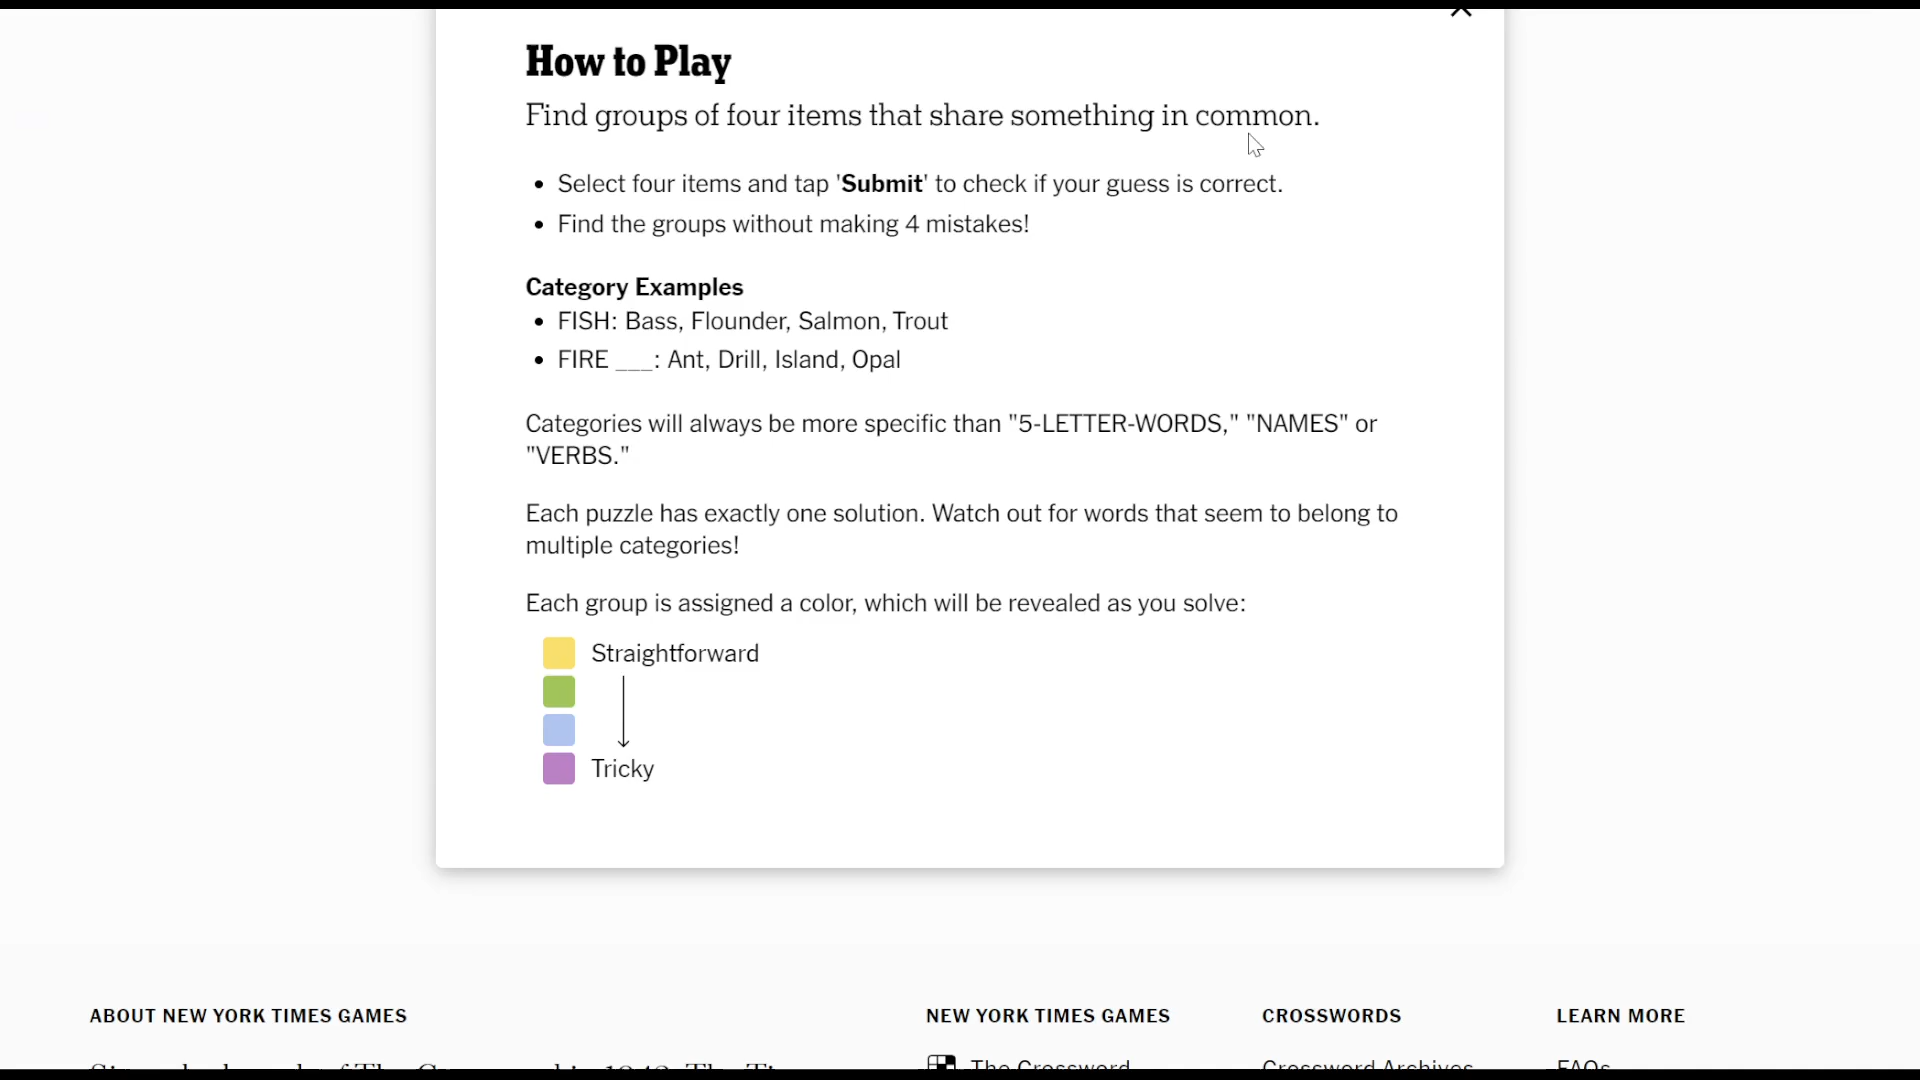 How to Play
Find groups of four items that share something in common.
• Select four items and tap 'Submit' to check if your guess is correct.
• Find the groups without making 4 mistakes!
Category Examples
• FISH: Bass, Flounder, Salmon, Trout
• FIRE ___: Ant, Drill, Island, Opal
Categories will always be more specific than "5-LETTER-WORDS," "NAMES" or
"VERBS."
Each puzzle has exactly one solution. Watch out for words that seem to belong to
multiple categories!
Each group is assigned a color, which will be revealed as you solve:
Straightforward
Tricky
ABOUT NEW YORK TIMES GAMES NEW YORK TIMES GAMES CROSSWORDS LEARN MORE
The Crossword Crossword Archives FAQs